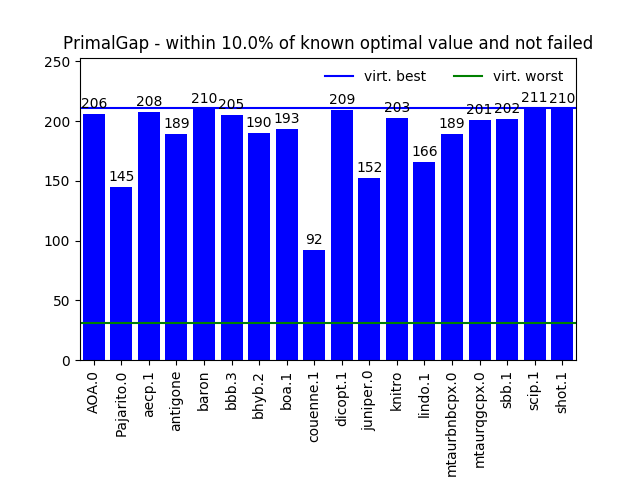 PrimalGap - within 10.0% of known optimal value and not failed
virt. best
virt. worst
250
200
150
100
50
0
206
145
208
189
210
205
190
193
92
209
152
203
166
189
201
202
211
210
AOA.0
Pajarito.0
aecp.1
antigone
baron
bbb.3
bhyb.2
boa.1
couenne.1
dicopt.1
juniper.0
knitro
lindo.1
mtaurbnbcpx.0
mtaurqgcpx.0
sbb.1
scip.1
shot.1